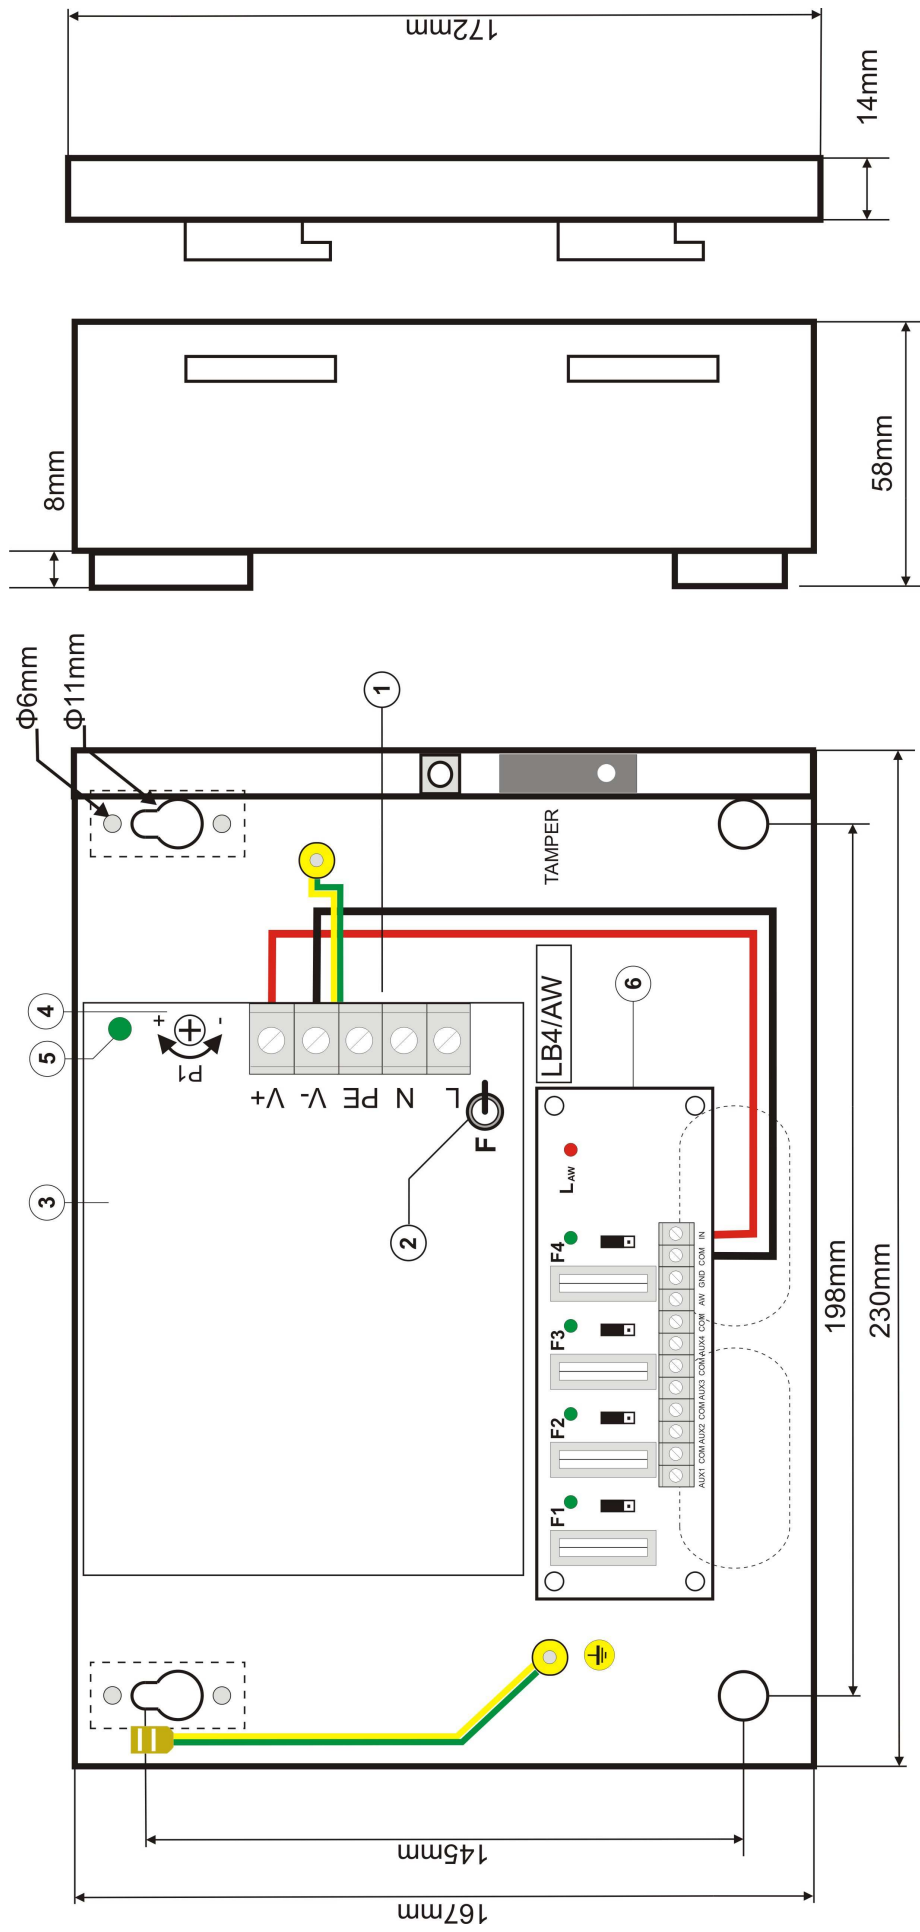 172mm
14mm
8mm
58mm
Φ6mm
Φ11mm
1
TAMPER
4
5
+
-
P1
V+
V-
PE
N
L
F
3
2
LB4/AW
6
LAW
F4
F3
F2
F1
IN
COM
GND
AW
COM
AUX4
COM
AUX3
COM
AUX2
COM
AUX1
198mm
230mm
145mm
167mm